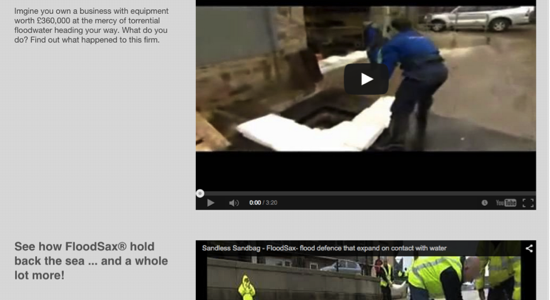 Imgine you own a business with equipment
worth £360,000 at the mercy of torrential
floodwater heading your way. What do you
do? Find out what happened to this firm.
0:00 / 3:20
YouTube
See how FloodSax® hold
back the sea ... and a whole
lot more!
Sandless Sandbag - FloodSax- flood defence that expand on contact with water